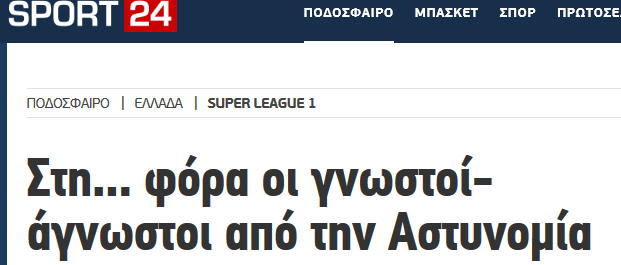 SPORT 24
ΠΟΔΟΣΦΑΙΡΟ ΜΠΑΣΚΕΤ ΣΠΟΡ
ΠΟΔΟΣΦΑΙΡΟ | ΕΛΛΑΔΑ | SUPER LEAGUE 1
Στη... φόρα οι γνωστοί-
άγνωστοι από την Αστυνομία